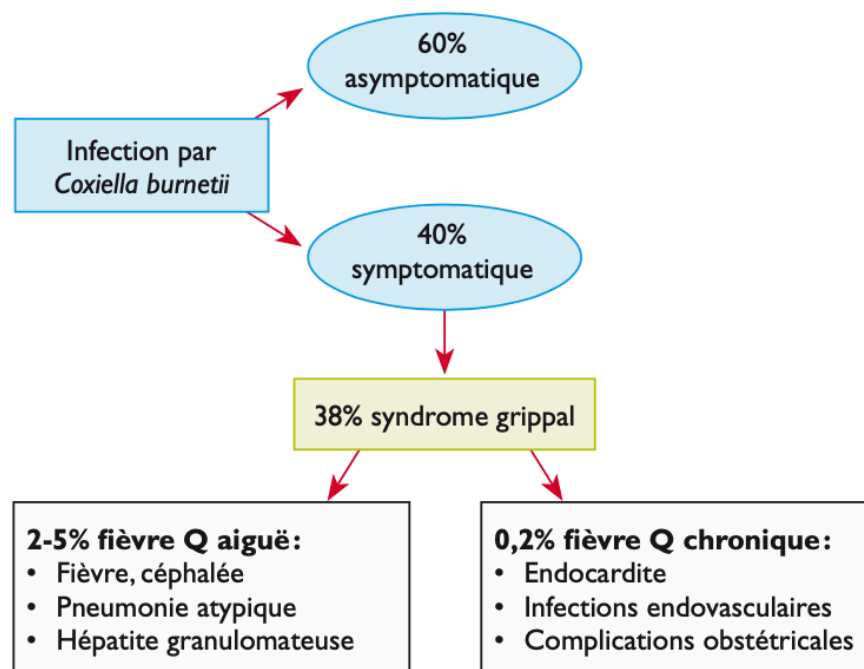 60%
asymptomatique
Infection par
Coxiella burnetii
40%
symptomatique
38% syndrome grippal
2-5% fièvre Q aiguë:
• Fièvre, céphalée
• Pneumonie atypique
• Hépatite granulomateuse
0,2% fièvre Q chronique:
• Endocardite
• Infections endovasculaires
• Complications obstétricales